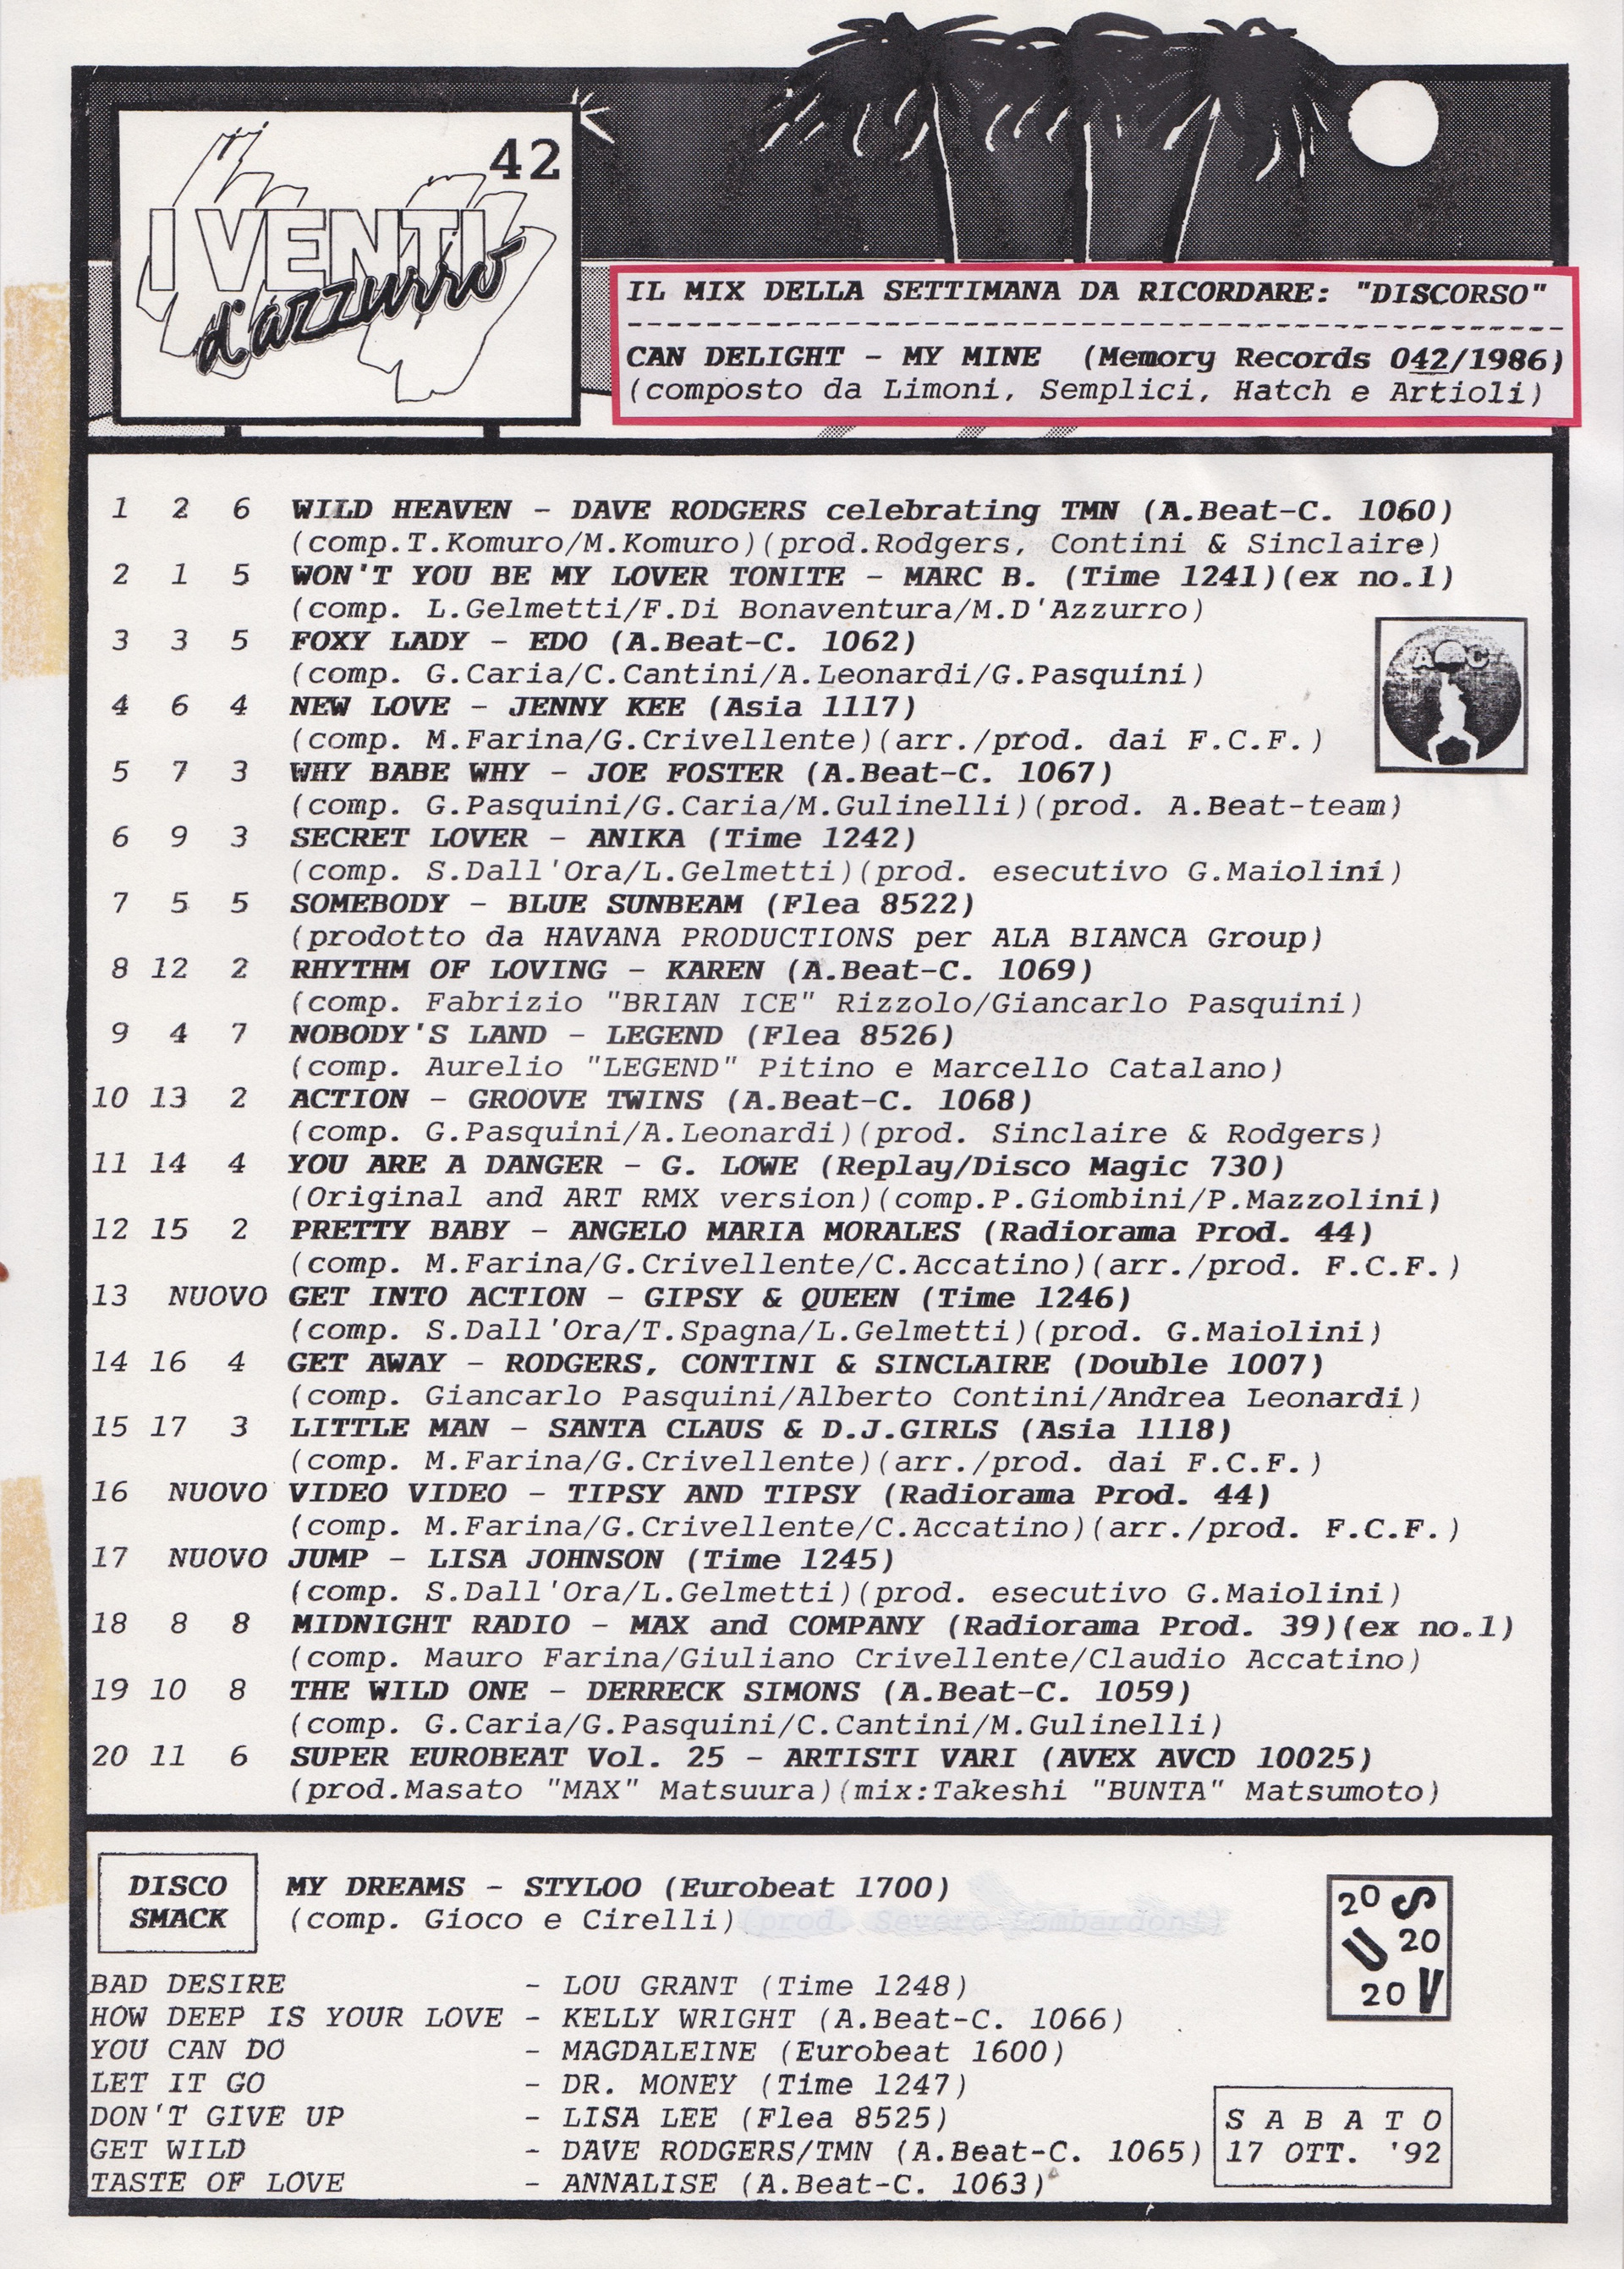 42
I VENTI
d'azzurro
IL MIX DELLA SETTIMANA DA RICORDARE: "DISCORSO"
CAN DELIGHT - MY MINE (Memory Records 042/1986)
(composto da Limoni, Semplici, Hatch e Artioli)
1 2 6 WILD HEAVEN - DAVE RODGERS celebrating TMN (A.Beat-C. 1060)
(comp.T.Komuro/M.Komuro)(prod.Rodgers, Contini & Sinclaire)
2 1 5 WON'T YOU BE MY LOVER TONITE - MARC B. (Time 1241)(ex no.1)
(comp. L.Gelmetti/F.Di Bonaventura/M.D'Azzurro)
3 3 5 FOXY LADY - EDO (A.Beat-C. 1062)
(comp. G.Caria/C.Cantini/A.Leonardi/G.Pasquini)
A C
4 6 4 NEW LOVE - JENNY KEE (Asia 1117)
(comp. M.Farina/G.Crivellente)(arr./prod. dai F.C.F.)
5 7 3 WHY BABE WHY - JOE FOSTER (A.Beat-C. 1067)
(comp. G.Pasquini/G.Caria/M.Gulinelli)(prod. A.Beat-team)
6 9 3 SECRET LOVER - ANIKA (Time 1242)
(comp. S.Dall'Ora/L.Gelmetti)(prod. esecutivo G.Maiolini)
7 5 5 SOMEBODY - BLUE SUNBEAM (Flea 8522)
(prodotto da HAVANA PRODUCTIONS per ALA BIANCA Group)
8 12 2 RHYTHM OF LOVING - KAREN (A.Beat-C. 1069)
(comp. Fabrizio "BRIAN ICE" Rizzolo/Giancarlo Pasquini)
9 4 7 NOBODY'S LAND - LEGEND (Flea 8526)
(comp. Aurelio "LEGEND" Pitino e Marcello Catalano)
10 13 2 ACTION - GROOVE TWINS (A.Beat-C. 1068)
(comp. G.Pasquini/A.Leonardi)(prod. Sinclaire & Rodgers)
11 14 4 YOU ARE A DANGER - G. LOWE (Replay/Disco Magic 730)
(Original and ART RMX version)(comp.P.Giombini/P.Mazzolini)
12 15 2 PRETTY BABY - ANGELO MARIA MORALES (Radiorama Prod. 44)
(comp. M.Farina/G.Crivellente/C.Accatino)(arr./prod. F.C.F.)
13 NUOVO GET INTO ACTION - GIPSY & QUEEN (Time 1246)
(comp. S.Dall'Ora/T.Spagna/L.Gelmetti)(prod. G.Maiolini)
14 16 4 GET AWAY - RODGERS, CONTINI & SINCLAIRE (Double 1007)
(comp. Giancarlo Pasquini/Alberto Contini/Andrea Leonardi)
15 17 3 LITTLE MAN - SANTA CLAUS & D.J.GIRLS (Asia 1118)
(comp. M.Farina/G.Crivellente)(arr./prod. dai F.C.F.)
16 NUOVO VIDEO VIDEO - TIPSY AND TIPSY (Radiorama Prod. 44)
(comp. M.Farina/G.Crivellente/C.Accatino)(arr./prod. F.C.F.)
17 NUOVO JUMP - LISA JOHNSON (Time 1245)
(comp. S.Dall'Ora/L.Gelmetti)(prod. esecutivo G.Maiolini)
18 8 8 MIDNIGHT RADIO - MAX and COMPANY (Radiorama Prod. 39)(ex no.1)
(comp. Mauro Farina/Giuliano Crivellente/Claudio Accatino)
19 10 8 THE WILD ONE - DERRECK SIMONS (A.Beat-C. 1059)
(comp. G.Caria/G.Pasquini/C.Cantini/M.Gulinelli)
20 11 6 SUPER EUROBEAT Vol. 25 - ARTISTI VARI (AVEX AVCD 10025)
(prod.Masato "MAX" Matsuura)(mix:Takeshi "BUNTA" Matsumoto)
DISCO
SMACK
MY DREAMS - STYLOO (Eurobeat 1700)
(comp. Gioco e Cirelli)(prod. Severo Lombardoni)
20 S
U 20
20 V
BAD DESIRE - LOU GRANT (Time 1248)
HOW DEEP IS YOUR LOVE - KELLY WRIGHT (A.Beat-C. 1066)
YOU CAN DO - MAGDALEINE (Eurobeat 1600)
LET IT GO - DR. MONEY (Time 1247)
DON'T GIVE UP - LISA LEE (Flea 8525)
GET WILD - DAVE RODGERS/TMN (A.Beat-C. 1065)
TASTE OF LOVE - ANNALISE (A.Beat-C. 1063)
SABATO
17 OTT. '92